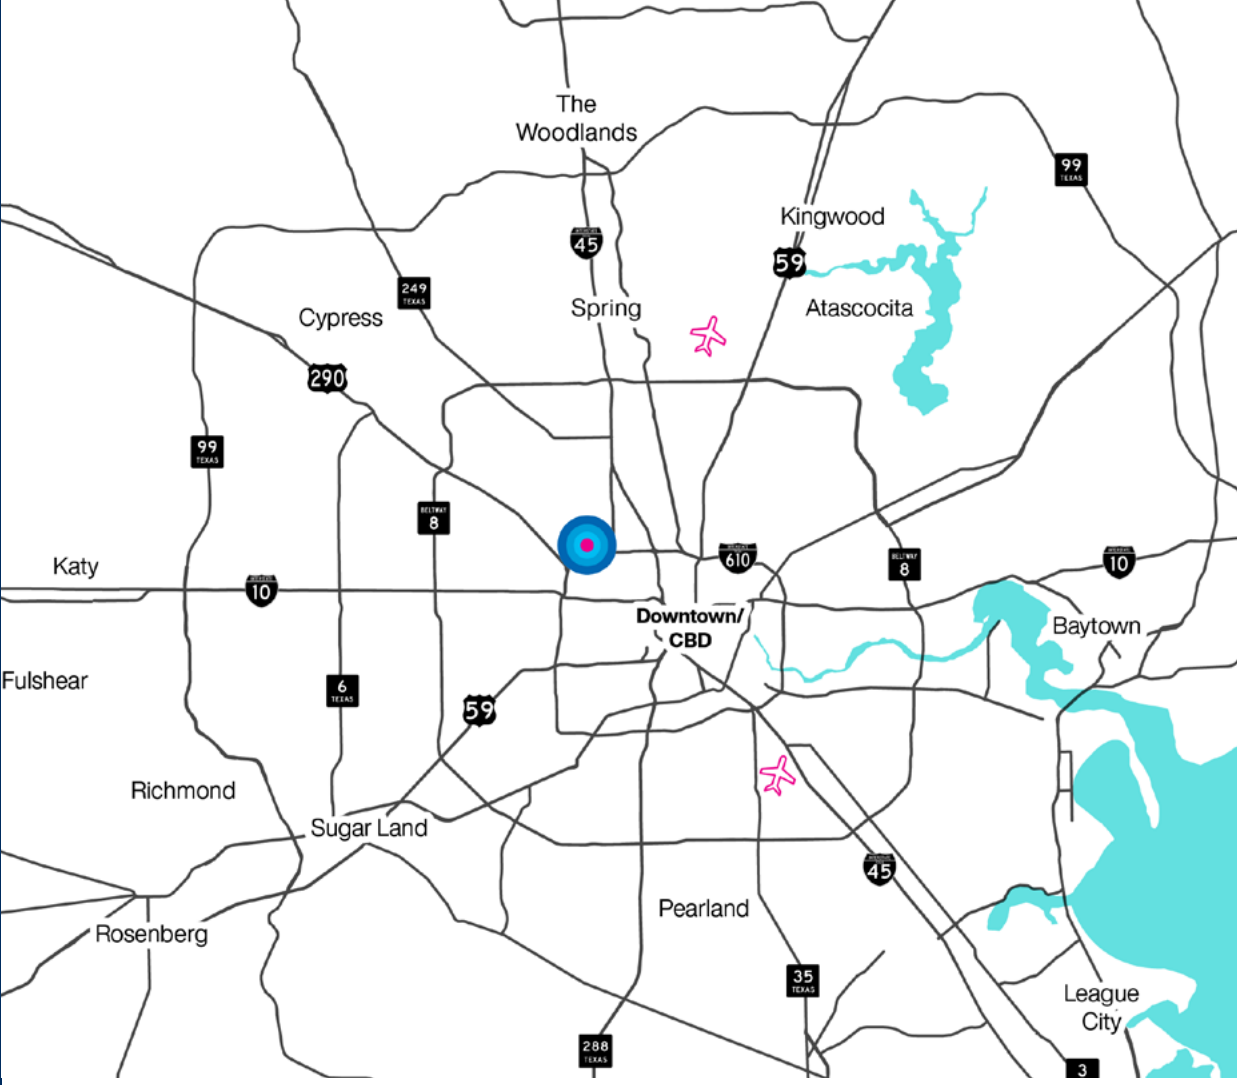 The
Woodlands
99
TEXAS
Kingwood
45
59
249
TEXAS
Spring
Atascocita
Cypress
290
99
TEXAS
BELTWAY
8
610
BELTWAY
8
10
Katy
10
Downtown/
CBD
Baytown
Fulshear
6
TEXAS
59
Richmond
Sugar Land
45
Pearland
Rosenberg
35
TEXAS
League
City
288
TEXAS
3